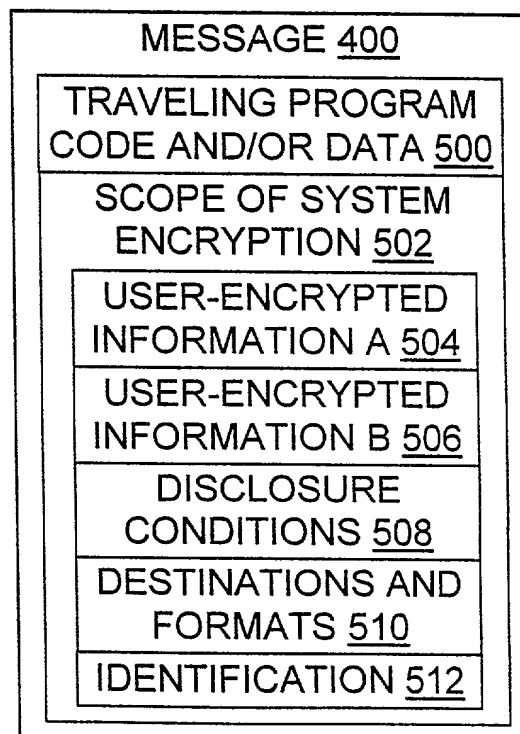 MESSAGE 400
TRAVELING PROGRAM
CODE AND/OR DATA 500
SCOPE OF SYSTEM
ENCRYPTION 502
USER-ENCRYPTED
INFORMATION A 504
USER-ENCRYPTED
INFORMATION B 506
DISCLOSURE
CONDITIONS 508
DESTINATIONS AND
FORMATS 510
IDENTIFICATION 512